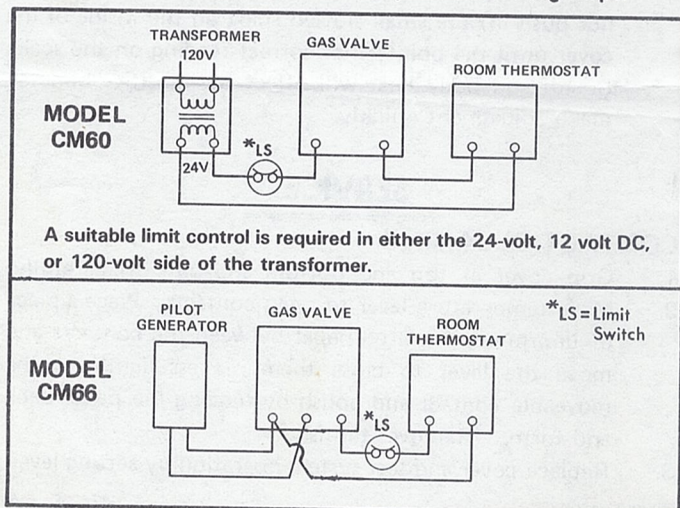 TRANSFORMER
120V
GAS VALVE
ROOM THERMOSTAT
MODEL
CM60
24V
*LS
A suitable limit control is required in either the 24-volt, 12 volt DC,
or 120-volt side of the transformer.
PILOT
GENERATOR
GAS VALVE
ROOM
THERMOSTAT
*LS = Limit
Switch
MODEL
CM66
*LS